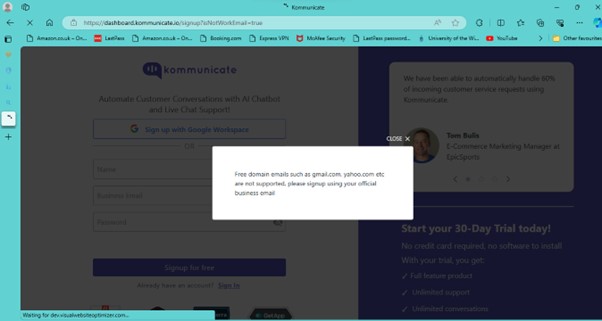 Kommunicate
https://dashboard.kommunicate.io/signup?isNotWorkEmail=true
Amazon.co.uk – On...
LastPass
Amazon.co.uk – On...
Booking.com
Express VPN
McAfee Security
LastPass password...
University of the Wi...
YouTube
Other favourites
kommunicate
Automate Customer Conversations with AI Chatbot
and Live Chat Support!
Sign up with Google Workspace
OR
Name
Business Email
Password
Signup for free
Already have an account? Sign In
GetApp
CLOSE X
Free domain emails such as gmail.com, yahoo.com etc
are not supported, please signup using your official
business email
We have been able to automatically handle 60%
of incoming customer service requests using
Kommunicate.
Tom Bulls
E-Commerce Marketing Manager at
EpicSports
Start your 30-Day Trial today!
No credit card required, no software to install
With your trial, you get:
✓ Full feature product
✓ Unlimited support
✓ Unlimited conversations
Waiting for dev.visualwebsiteoptimizer.com...